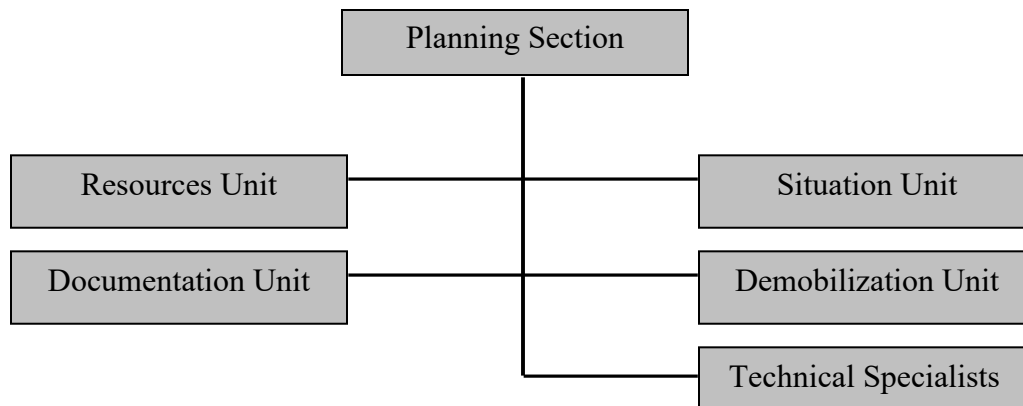 Planning Section
Resources Unit
Situation Unit
Documentation Unit
Demobilization Unit
Technical Specialists